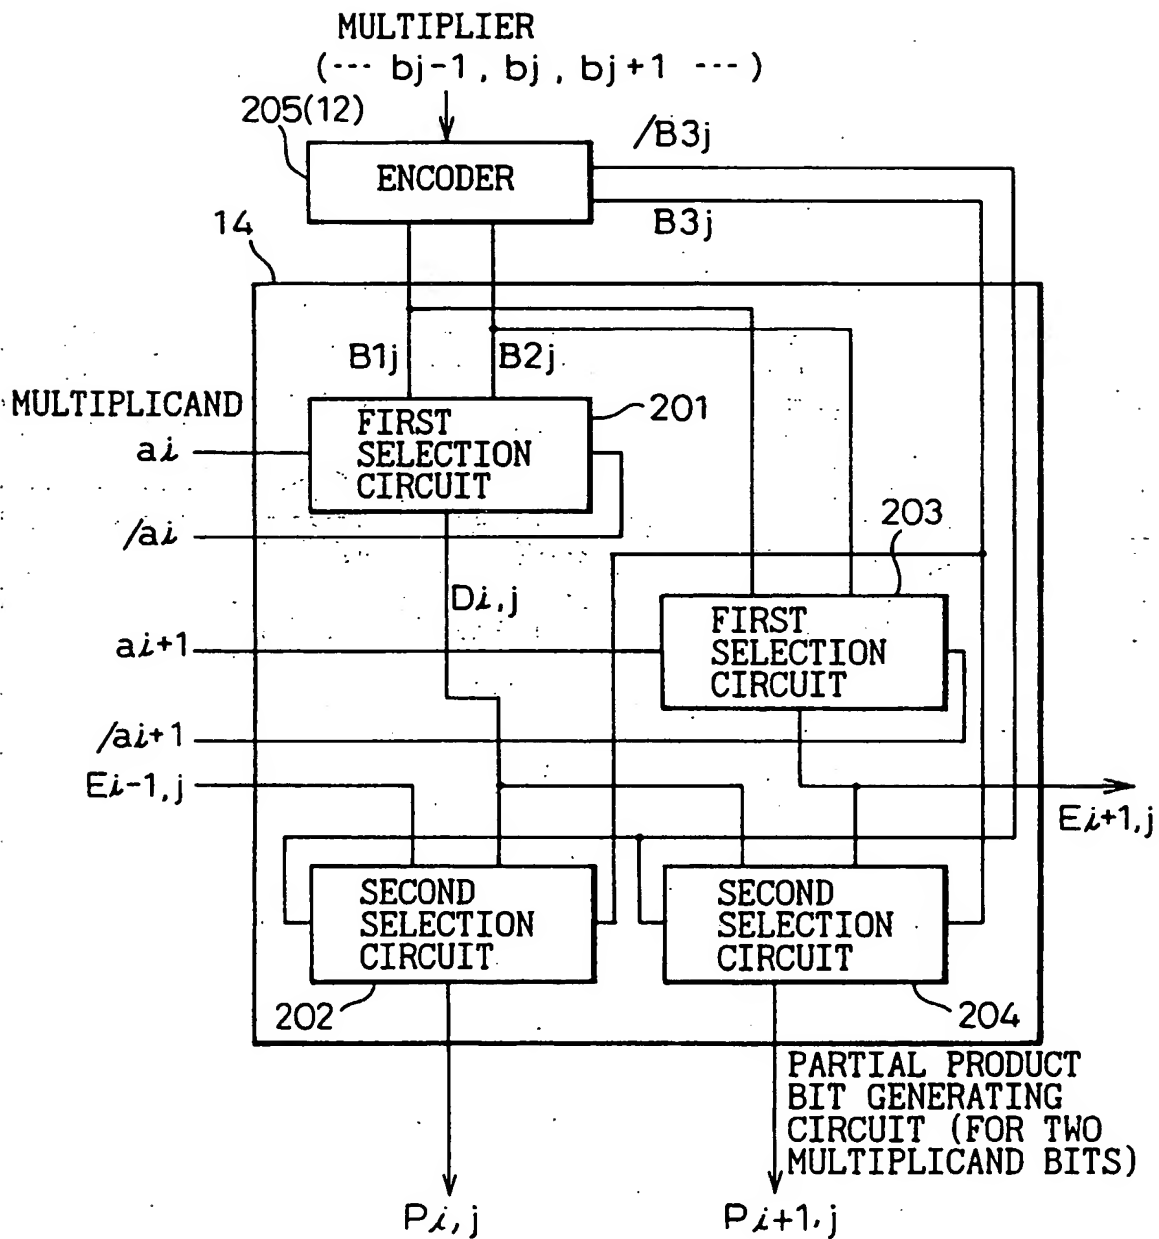 MULTIPLIER
(--- bj-1, bj, bj+1 ---)
205(12)
ENCODER
/B3j
B3j
14
B1j
B2j
MULTIPLICAND
ai
/ai
FIRST
SELECTION
CIRCUIT
201
203
Di,j
ai+1
/ai+1
FIRST
SELECTION
CIRCUIT
Ei-1,j
Ei+1,j
SECOND
SELECTION
CIRCUIT
202
SECOND
SELECTION
CIRCUIT
204
PARTIAL PRODUCT
BIT GENERATING
CIRCUIT (FOR TWO
MULTIPLICAND BITS)
Pi,j
Pi+1,j